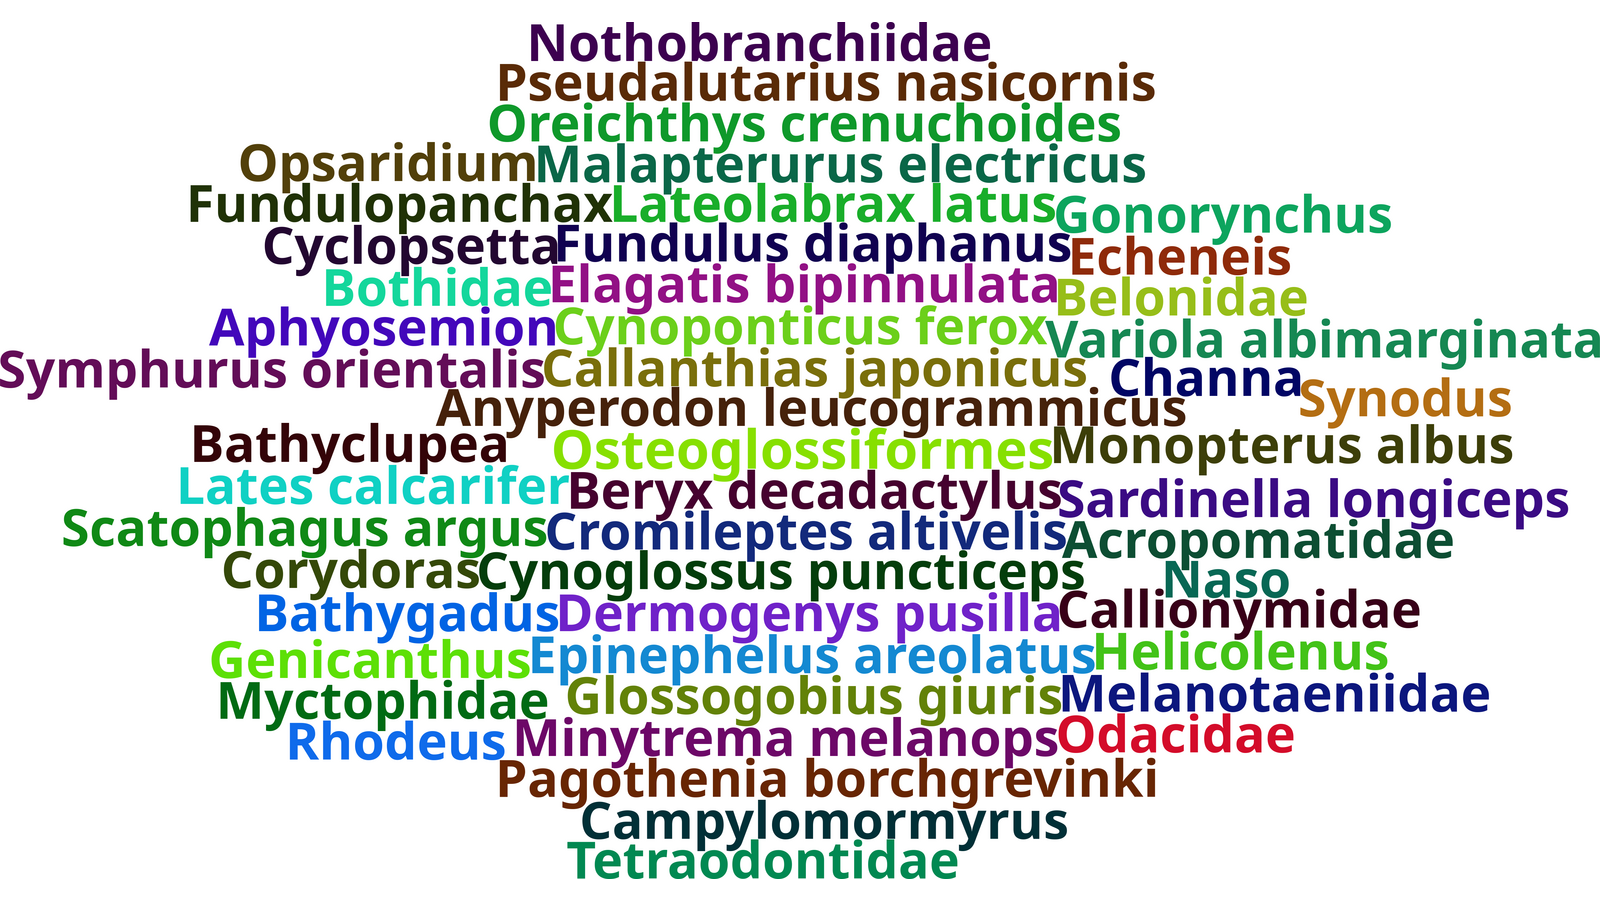 Nothobranchiidae
Pseudalutarius nasicornis
Oreichthys crenuchoides
Opsaridium Malapterurus electricus
Fundulopanchax Lateolabrax latus Gonorynchus
Cyclopsetta Fundulus diaphanus Echeneis
Bothidae Elagatis bipinnulata Belonidae
Aphyosemion Cynoponticus ferox Variola albimarginata
Symphurus orientalis Callanthias japonicus Channa Synodus
Anyperodon leucogrammicus
Bathyclupea Osteoglossiformes Monopterus albus
Lates calcarifer Beryx decadactylus Sardinella longiceps
Scatophagus argus Cromileptes altivelis Acropomatidae
Corydoras Cynoglossus puncticeps Naso
Bathygadus Dermogenys pusilla Callionymidae
Genicanthus Epinephelus areolatus Helicolenus
Myctophidae Glossogobius giuris Melanotaeniidae
Rhodeus Minytrema melanops Odacidae
Pagothenia borchgrevinki
Campylomormyrus
Tetraodontidae